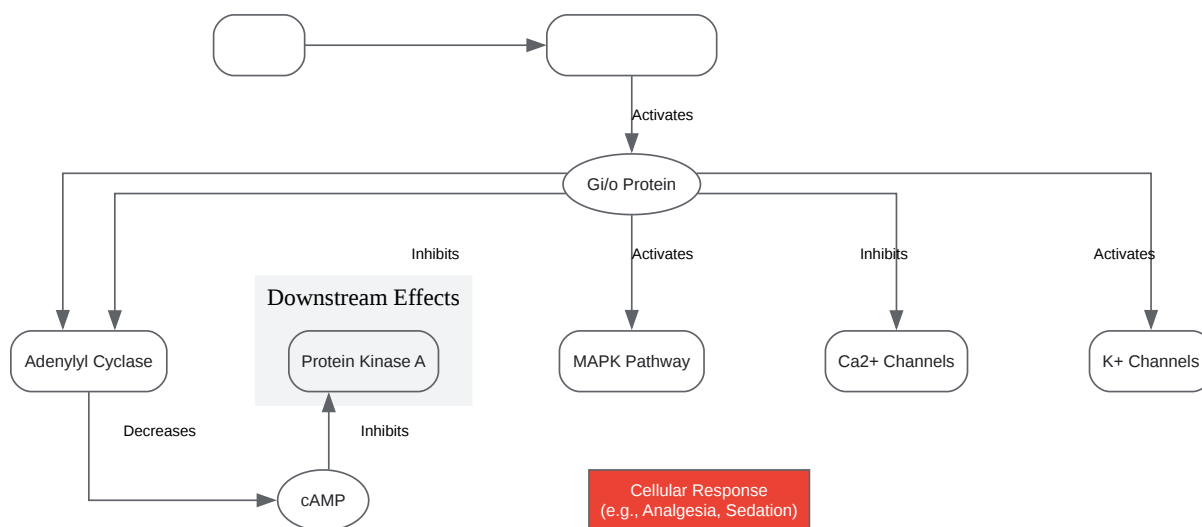 Activates
Gi/o Protein
Inhibits
Activates
Inhibits
Activates
Downstream Effects
Adenylyl Cyclase
Protein Kinase A
MAPK Pathway
Ca2+ Channels
K+ Channels
Decreases
Inhibits
cAMP
Cellular Response
(e.g., Analgesia, Sedation)